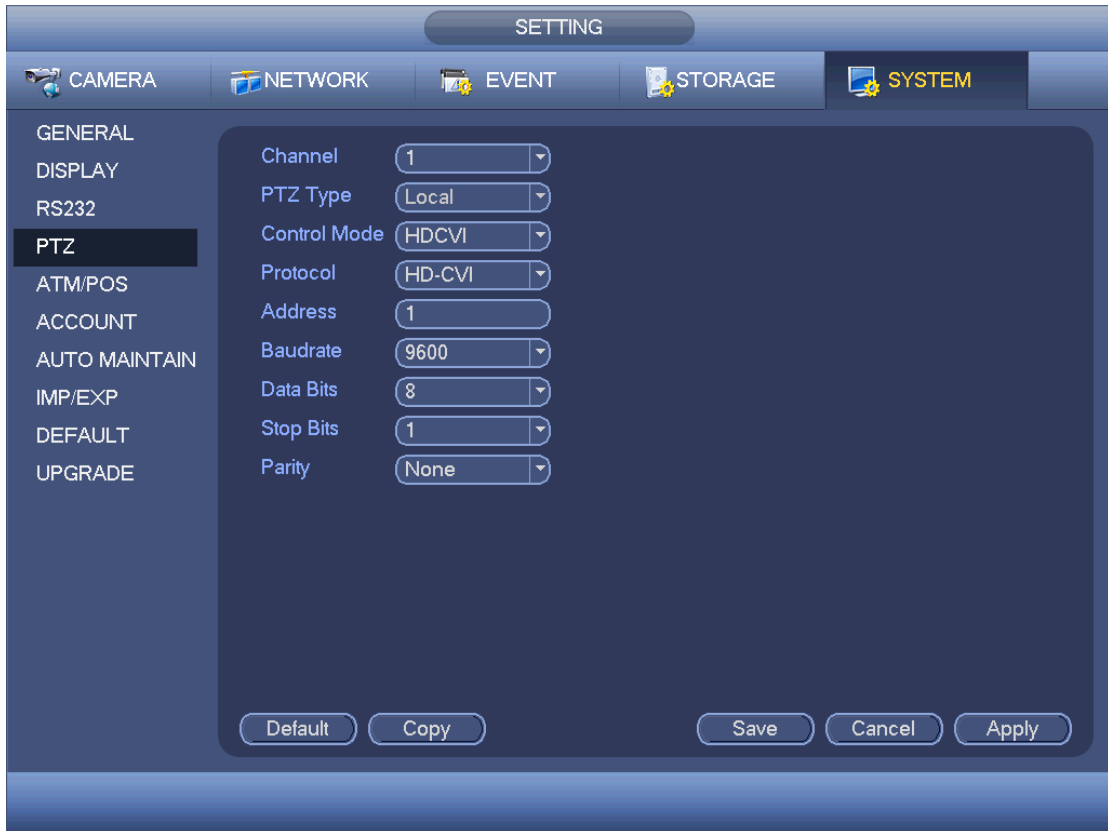 SETTING
CAMERA NETWORK EVENT STORAGE SYSTEM
GENERAL
DISPLAY
RS232
PTZ
ATM/POS
ACCOUNT
AUTO MAINTAIN
IMP/EXP
DEFAULT
UPGRADE
Channel 1
PTZ Type Local
Control Mode HDCVI
Protocol HD-CVI
Address 1
Baudrate 9600
Data Bits 8
Stop Bits 1
Parity None
Default Copy Save Cancel Apply